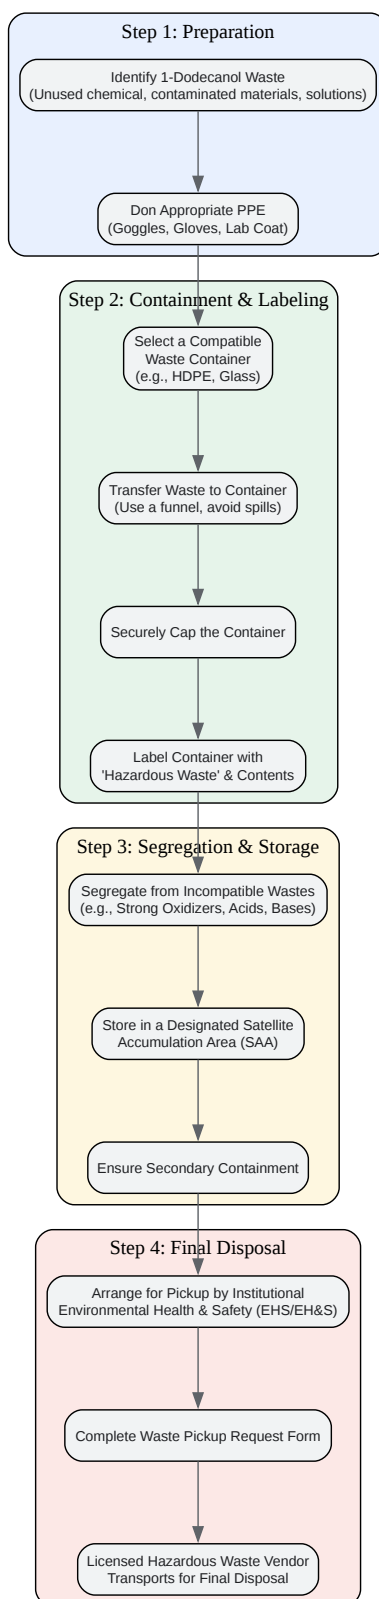 Step 1: Preparation
Identify 1-Dodecanol Waste
(Unused chemical, contaminated materials, solutions)
Don Appropriate PPE
(Goggles, Gloves, Lab Coat)
Step 2: Containment & Labeling
Select a Compatible
Waste Container
(e.g., HDPE, Glass)
Transfer Waste to Container
(Use a funnel, avoid spills)
Securely Cap the Container
Label Container with
'Hazardous Waste' & Contents
Step 3: Segregation & Storage
Segregate from Incompatible Wastes
(e.g., Strong Oxidizers, Acids, Bases)
Store in a Designated Satellite
Accumulation Area (SAA)
Ensure Secondary Containment
Step 4: Final Disposal
Arrange for Pickup by Institutional
Environmental Health & Safety (EHS/EH&S)
Complete Waste Pickup Request Form
Licensed Hazardous Waste Vendor
Transports for Final Disposal